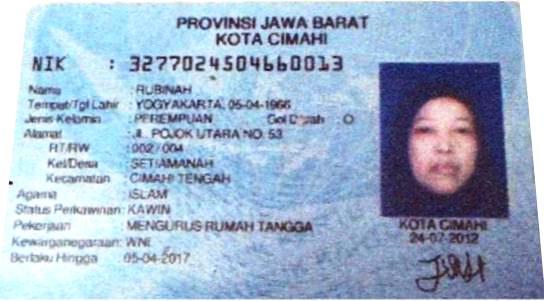 PROVINSI JAWA BARAT
KOTA CIMAHI
NIK : 3277024504660013
Nama : RUBINAH
Tempat/Tgl Lahir : YOGYAKARTA, 05-04-1966
Jenis Kelamin : PEREMPUAN Gol Darah : O
Alamat : JL. POJOK UTARA NO. 53
RT/RW : 002/004
Kel/Desa : SETIAMANAH
Kecamatan : CIMAHI TENGAH
Agama : ISLAM
Status Perkawinan: KAWIN
Pekerjaan : MENGURUS RUMAH TANGGA
Kewarganegaraan: WNI
Berlaku Hingga : 05-04-2017
KOTA CIMAHI
24-07-2012